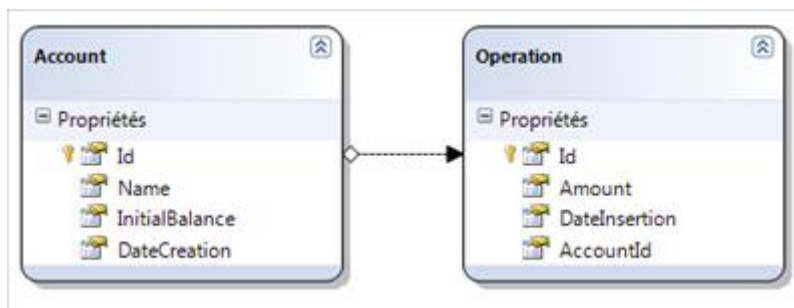 Account
Propriétés
Id
Name
InitialBalance
DateCreation
Operation
Propriétés
Id
Amount
DateInsertion
AccountId